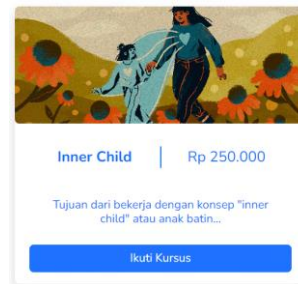 Inner Child | Rp 250.000
Tujuan dari bekerja dengan konsep "inner
child" atau anak batin...
Ikuti Kursus